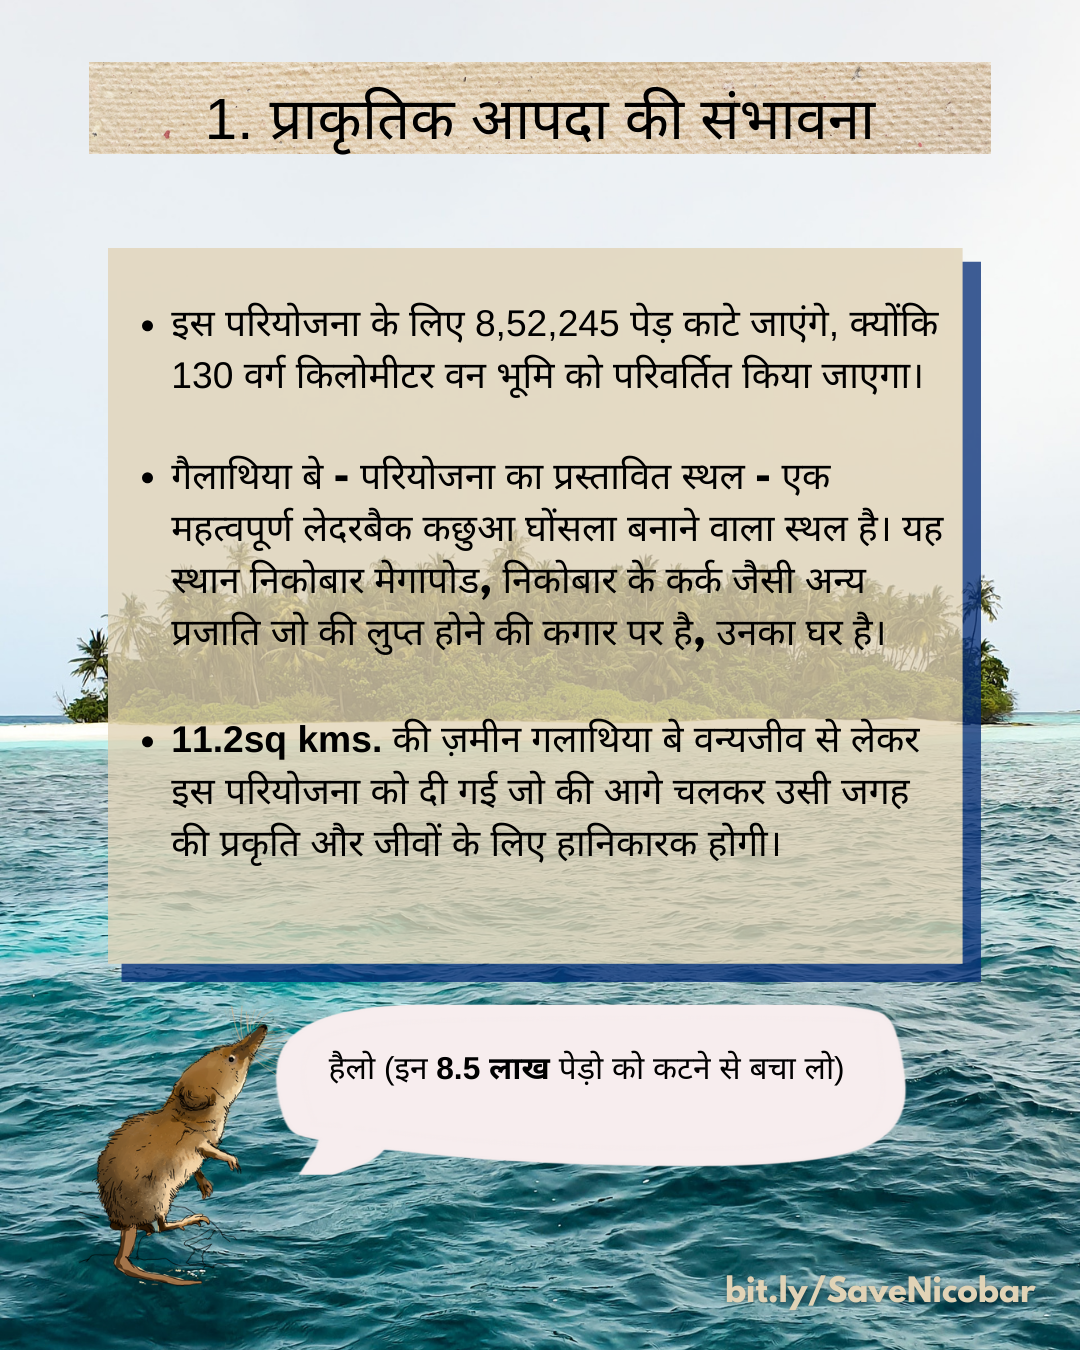 1. प्राकृतिक आपदा की संभावना
• इस परियोजना के लिए 8,52,245 पेड़ काटे जाएंगे, क्योंकि
130 वर्ग किलोमीटर वन भूमि को परिवर्तित किया जाएगा।
• गैलाथिया बे - परियोजना का प्रस्तावित स्थल - एक
महत्वपूर्ण लेदरबैक कछुआ घोंसला बनाने वाला स्थल है। यह
स्थान निकोबार मेगापोड, निकोबार के कर्क जैसी अन्य
प्रजाति जो की लुप्त होने की कगार पर है, उनका घर है।
• 11.2sq kms. की ज़मीन गलाथिया बे वन्यजीव से लेकर
इस परियोजना को दी गई जो की आगे चलकर उसी जगह
की प्रकृति और जीवों के लिए हानिकारक होगी।
हैलो (इन 8.5 लाख पेड़ो को कटने से बचा लो)
bit.ly/SaveNicobar